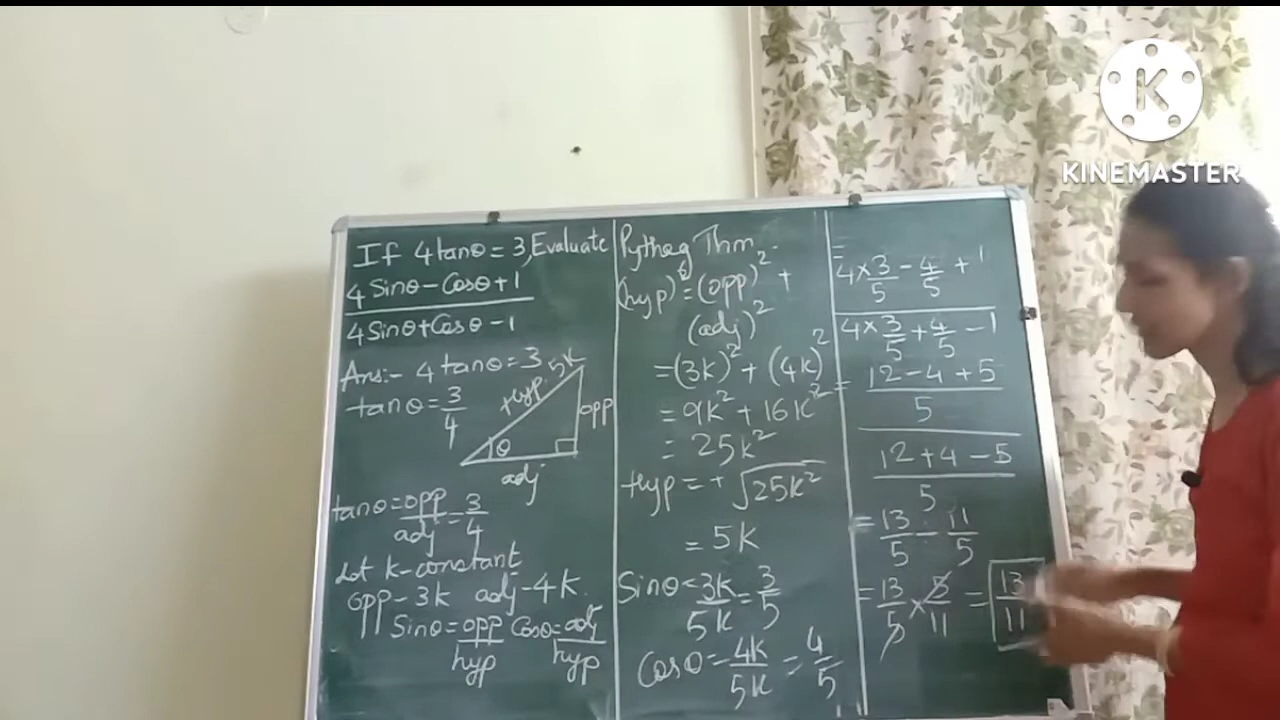 If 4tanθ = 3, Evaluate
4 Sinθ - Cosθ + 1
4 Sinθ + Cosθ - 1
Ans:- 4 tanθ = 3
tanθ = 3/4
hyp 5K
opp
θ
adj
tanθ = opp/adj = 3/4
Let k-constant
opp - 3k adj - 4k.
Sinθ = opp/hyp Cosθ = adj/hyp
Pythag Thm
(hyp)² = (opp)² +
(adj)²
= (3k)² + (4k)²
= 9k² + 16k²
= 25k²
Hyp = + √25k²
= 5k
Sinθ = 3k/5k = 3/5
Cosθ = 4k/5k = 4/5
=
4 × 3/5 - 4/5 + 1
4 × 3/5 + 4/5 - 1
= 12 - 4 + 5
5
12 + 4 - 5
5
= 13/5 ÷ 11/5
= 13/5 × 5/11 = 13/11
K
KINEMASTER